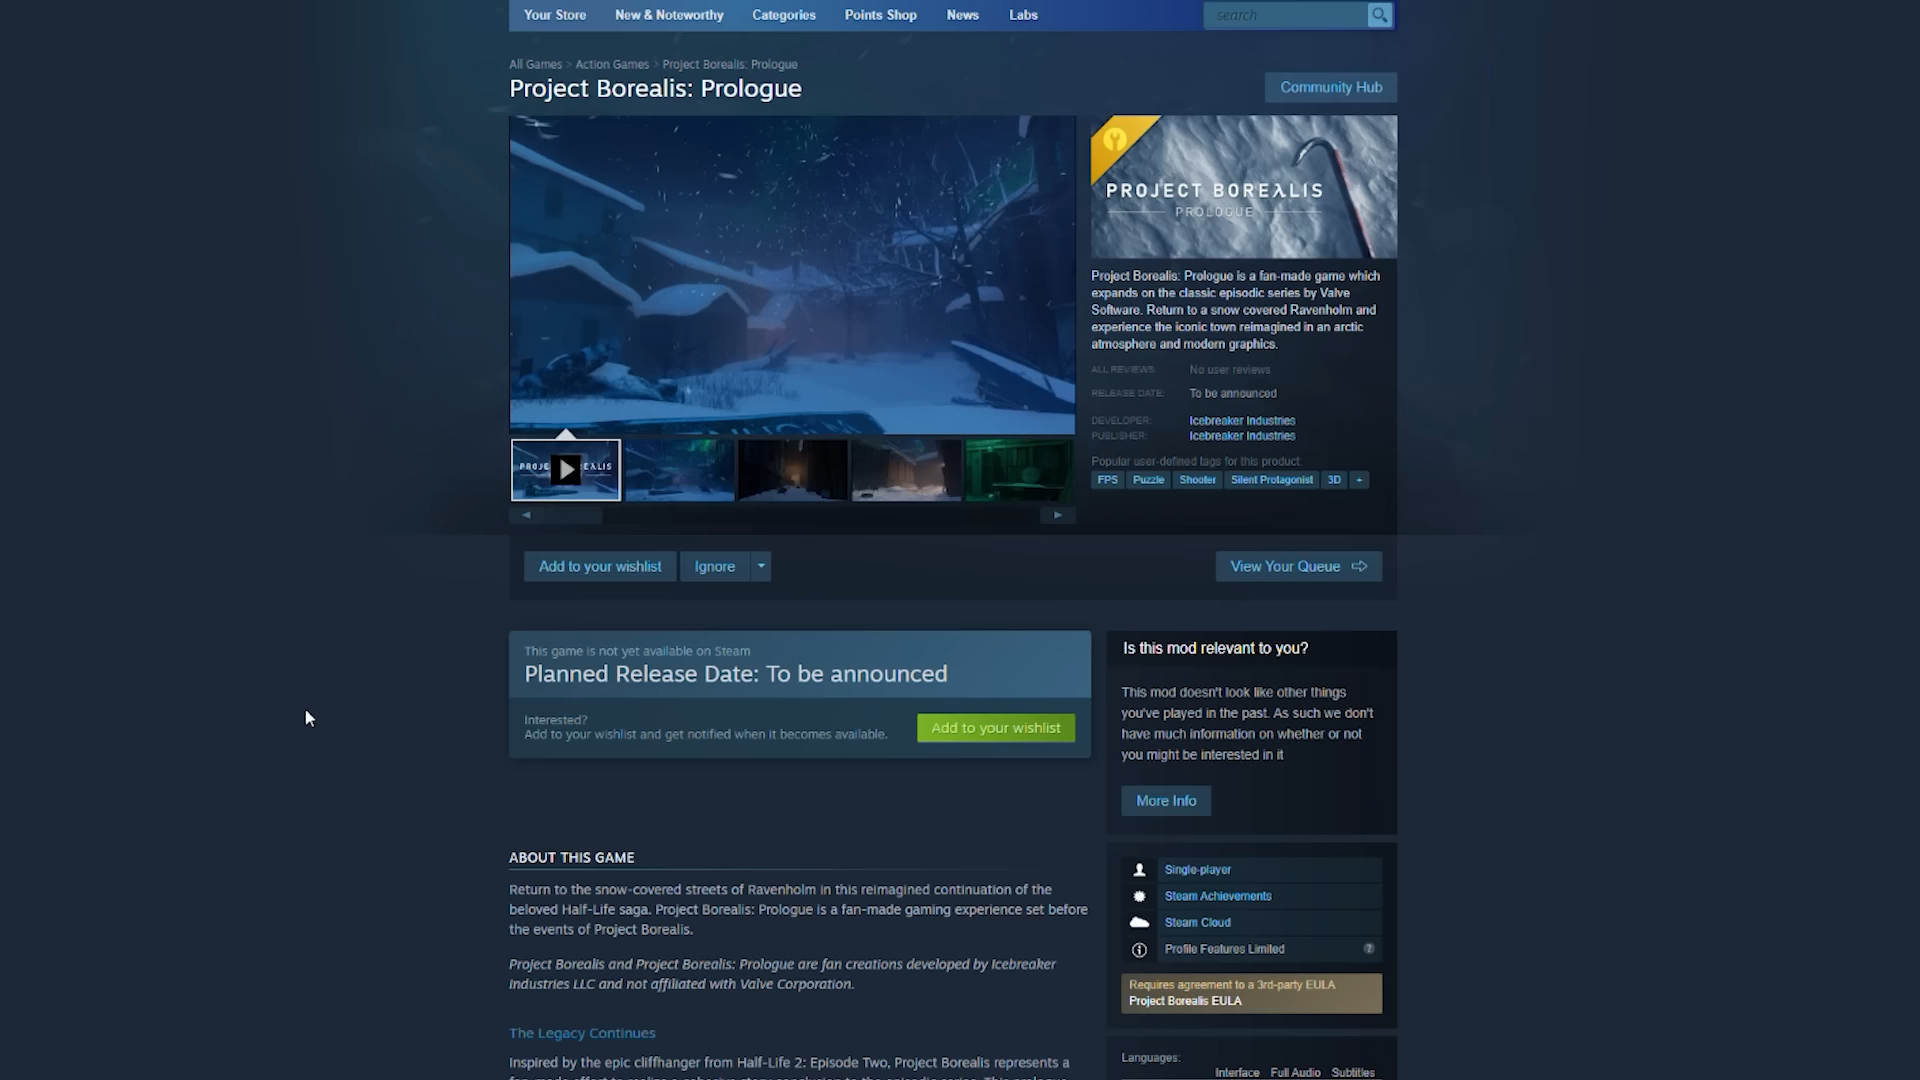 Your Store New & Noteworthy Categories Points Shop News Labs search
All Games > Action Games > Project Borealis: Prologue
Project Borealis: Prologue
Community Hub
PROJECT BOREALIS
PROLOGUE
Project Borealis: Prologue is a fan-made game which
expands on the classic episodic series by Valve
Software. Return to a snow covered Ravenholm and
experience the iconic town reimagined in an arctic
atmosphere and modern graphics.
ALL REVIEWS: No user reviews
RELEASE DATE: To be announced
DEVELOPER: Icebreaker Industries
PUBLISHER: Icebreaker Industries
Popular user-defined tags for this product:
FPS Puzzle Shooter Silent Protagonist 3D +
Add to your wishlist Ignore
View Your Queue
This game is not yet available on Steam
Planned Release Date: To be announced
Interested?
Add to your wishlist and get notified when it becomes available.
Add to your wishlist
Is this mod relevant to you?
This mod doesn't look like other things
you've played in the past. As such we don't
have much information on whether or not
you might be interested in it
More Info
ABOUT THIS GAME
Return to the snow-covered streets of Ravenholm in this reimagined continuation of the
beloved Half-Life saga. Project Borealis: Prologue is a fan-made gaming experience set before
the events of Project Borealis.
Project Borealis and Project Borealis: Prologue are fan creations developed by Icebreaker
Industries LLC and not affiliated with Valve Corporation.
The Legacy Continues
Inspired by the epic cliffhanger from Half-Life 2: Episode Two, Project Borealis represents a
Single-player
Steam Achievements
Steam Cloud
Profile Features Limited ?
Requires agreement to a 3rd-party EULA
Project Borealis EULA
Languages:
Interface Full Audio Subtitles